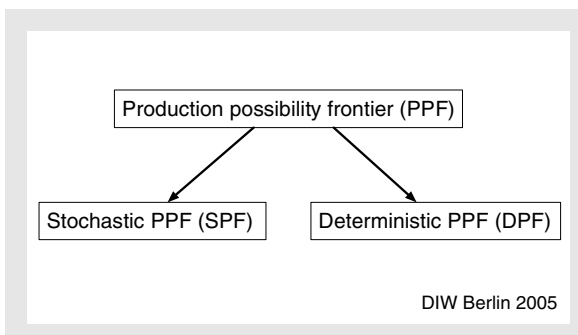 Production possibility frontier (PPF)
Stochastic PPF (SPF)
Deterministic PPF (DPF)
DIW Berlin 2005